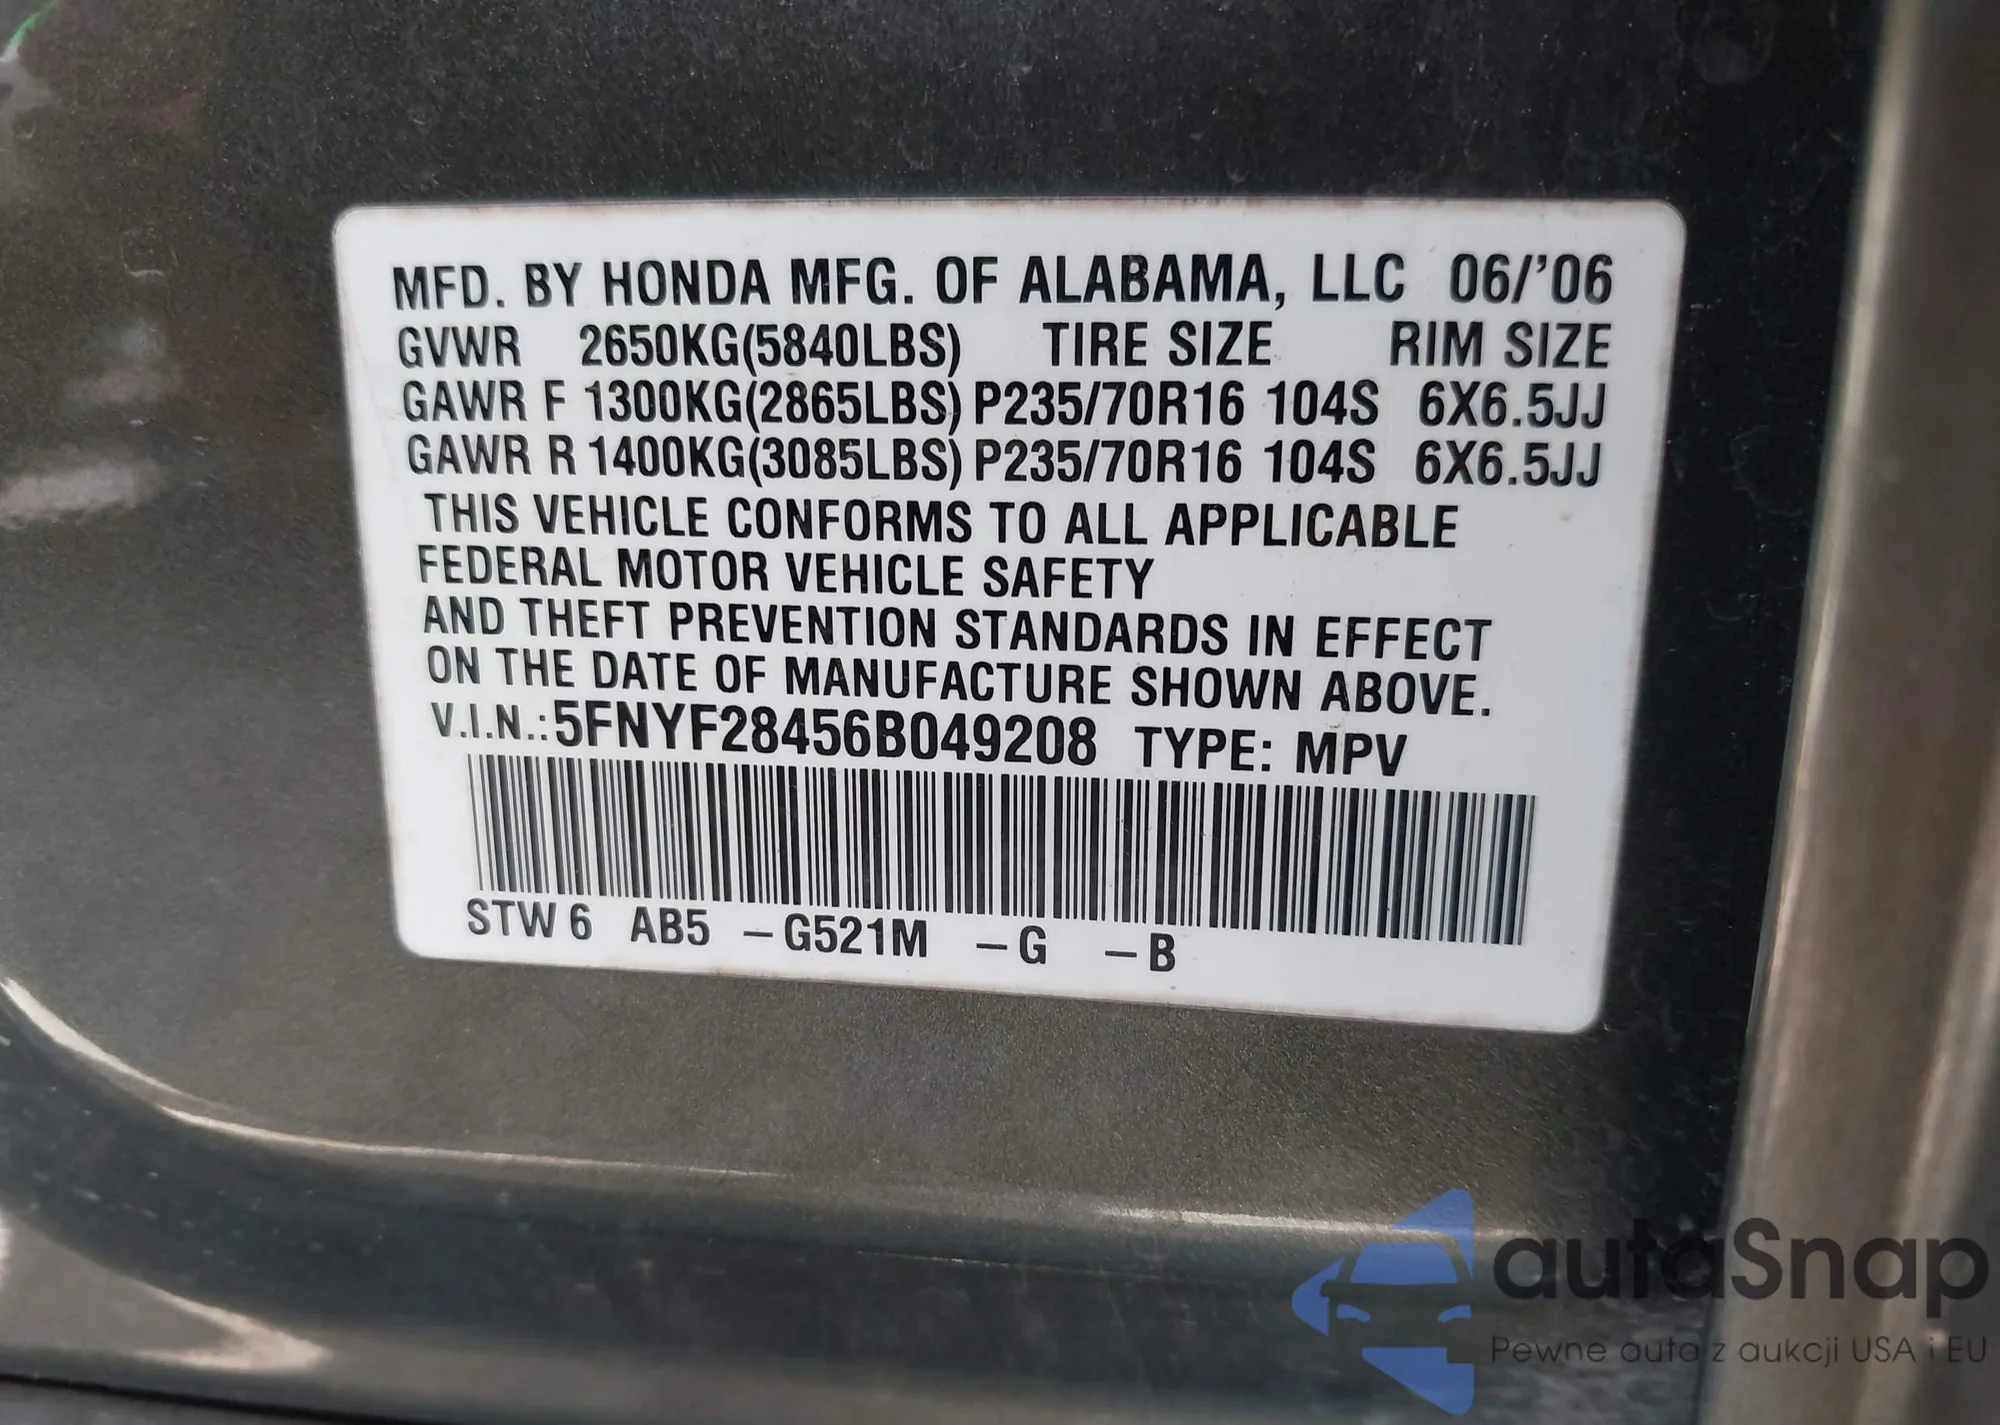 MFD. BY HONDA MFG. OF ALABAMA, LLC 06/'06
GVWR 2650KG(5840LBS) TIRE SIZE RIM SIZE
GAWR F 1300KG(2865LBS) P235/70R16 104S 6X6.5JJ
GAWR R 1400KG(3085LBS) P235/70R16 104S 6X6.5JJ
THIS VEHICLE CONFORMS TO ALL APPLICABLE
FEDERAL MOTOR VEHICLE SAFETY
AND THEFT PREVENTION STANDARDS IN EFFECT
ON THE DATE OF MANUFACTURE SHOWN ABOVE.
V.I.N.:5FNYF28456B049208 TYPE: MPV
STW 6 AB5 –G521M –G –B
autaSnap
Pewne auta z aukcji USA i EU